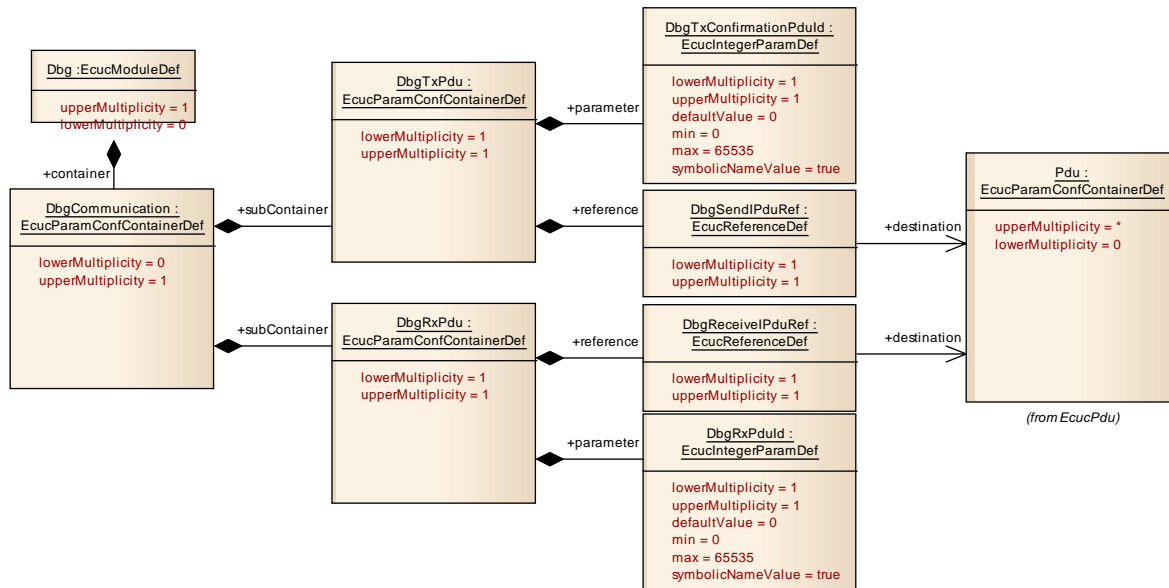 Dbg :EcucModuleDef
upperMultiplicity = 1
lowerMultiplicity = 0
+container
DbgCommunication :
EcucParamConfContainerDef
lowerMultiplicity = 0
upperMultiplicity = 1
+subContainer
DbgTxPdu :
EcucParamConfContainerDef
lowerMultiplicity = 1
upperMultiplicity = 1
+parameter
DbgTxConfirmationPduId :
EcucIntegerParamDef
lowerMultiplicity = 1
upperMultiplicity = 1
defaultValue = 0
min = 0
max = 65535
symbolicNameValue = true
+reference
DbgSendIPduRef :
EcucReferenceDef
lowerMultiplicity = 1
upperMultiplicity = 1
+destination
Pdu :
EcucParamConfContainerDef
upperMultiplicity = *
lowerMultiplicity = 0
(from EcucPdu)
+subContainer
DbgRxPdu :
EcucParamConfContainerDef
lowerMultiplicity = 1
upperMultiplicity = 1
+reference
DbgReceiveIPduRef :
EcucReferenceDef
lowerMultiplicity = 1
upperMultiplicity = 1
+destination
+parameter
DbgRxPduId :
EcucIntegerParamDef
lowerMultiplicity = 1
upperMultiplicity = 1
defaultValue = 0
min = 0
max = 65535
symbolicNameValue = true